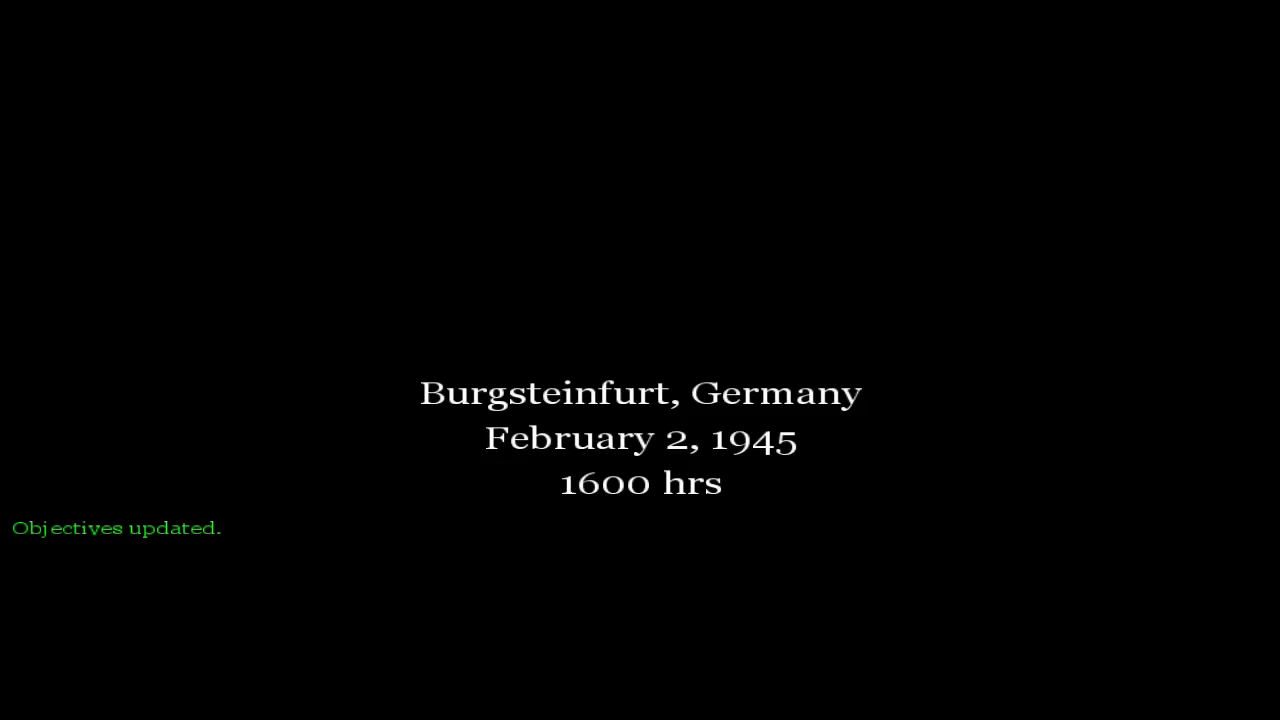 Burgsteinfurt, Germany
February 2, 1945
1600 hrs
Objectives updated.